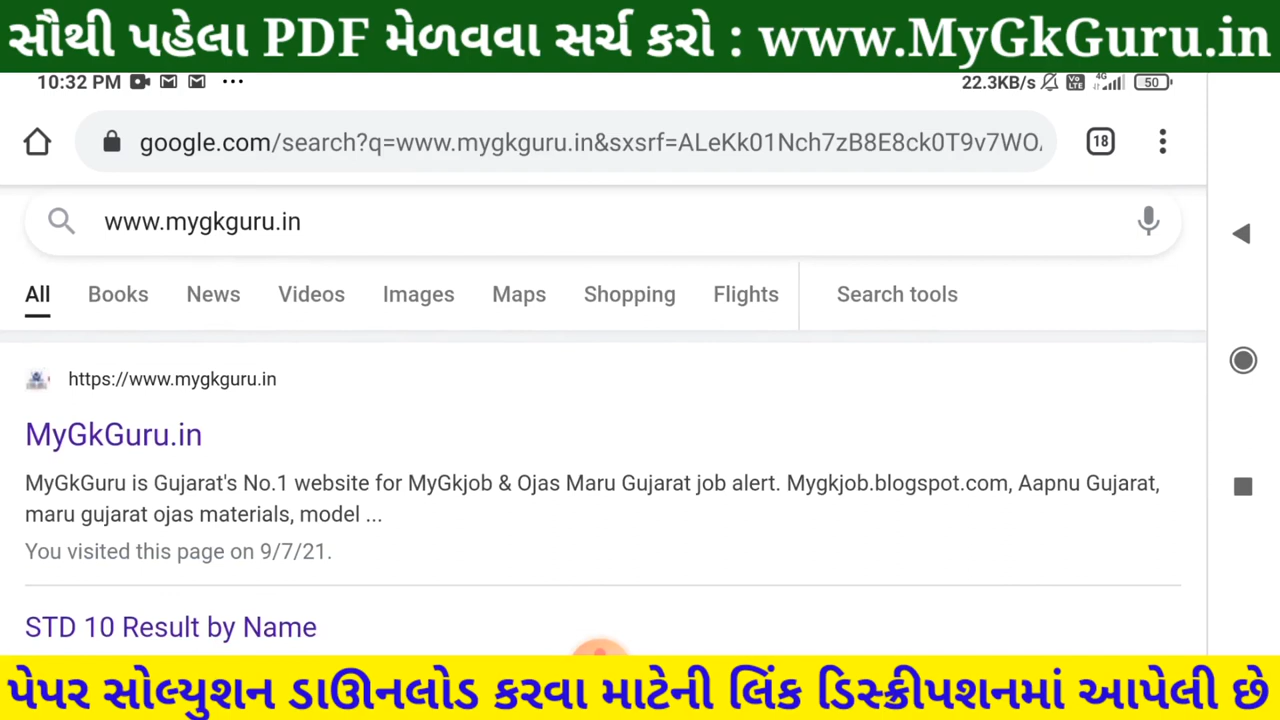 સૌથી પહેલા PDF મેળવવા સર્ચ કરો : www.MyGkGuru.in
10:32 PM ... 22.3KB/s Vo LTE 4G 50
google.com/search?q=www.mygkguru.in&sxsrf=ALeKk01Nch7zB8E8ck0T9v7WO 18
www.mygkguru.in
All Books News Videos Images Maps Shopping Flights Search tools
https://www.mygkguru.in
MyGkGuru.in
MyGkGuru is Gujarat's No.1 website for MyGkjob & Ojas Maru Gujarat job alert. Mygkjob.blogspot.com, Aapnu Gujarat,
maru gujarat ojas materials, model ...
You visited this page on 9/7/21.
STD 10 Result by Name
પેપર સોલ્યુશન ડાઊનલોડ કરવા માટેની લિંક ડિસ્ક્રીપશનમાં આપેલી છે